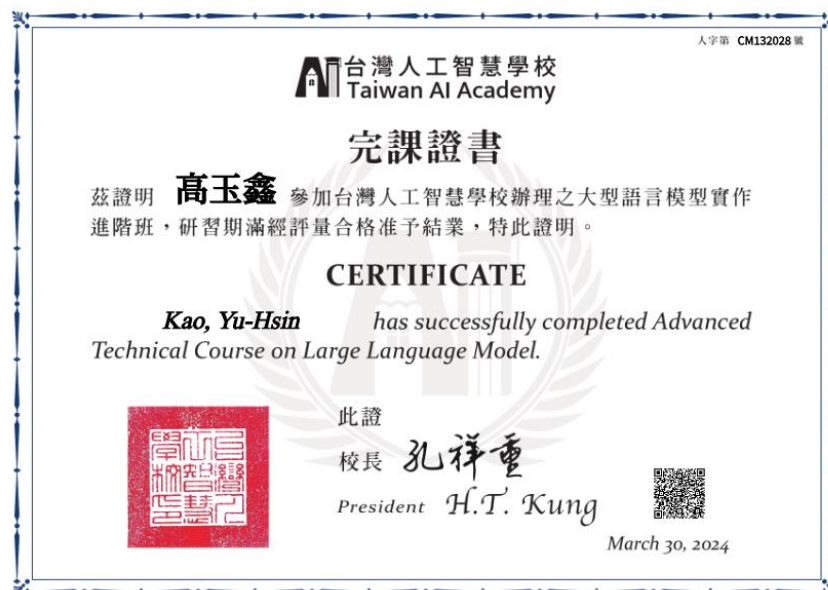 人字第 CM132028 號
台灣人工智慧學校
Taiwan AI Academy
完課證書
茲證明 高玉鑫 參加台灣人工智慧學校辦理之大型語言模型實作
進階班，研習期滿經評量合格准予結業，特此證明。
CERTIFICATE
Kao, Yu-Hsin has successfully completed Advanced
Technical Course on Large Language Model.
此證
校長 孔祥重
President H.T. Kung
March 30, 2024